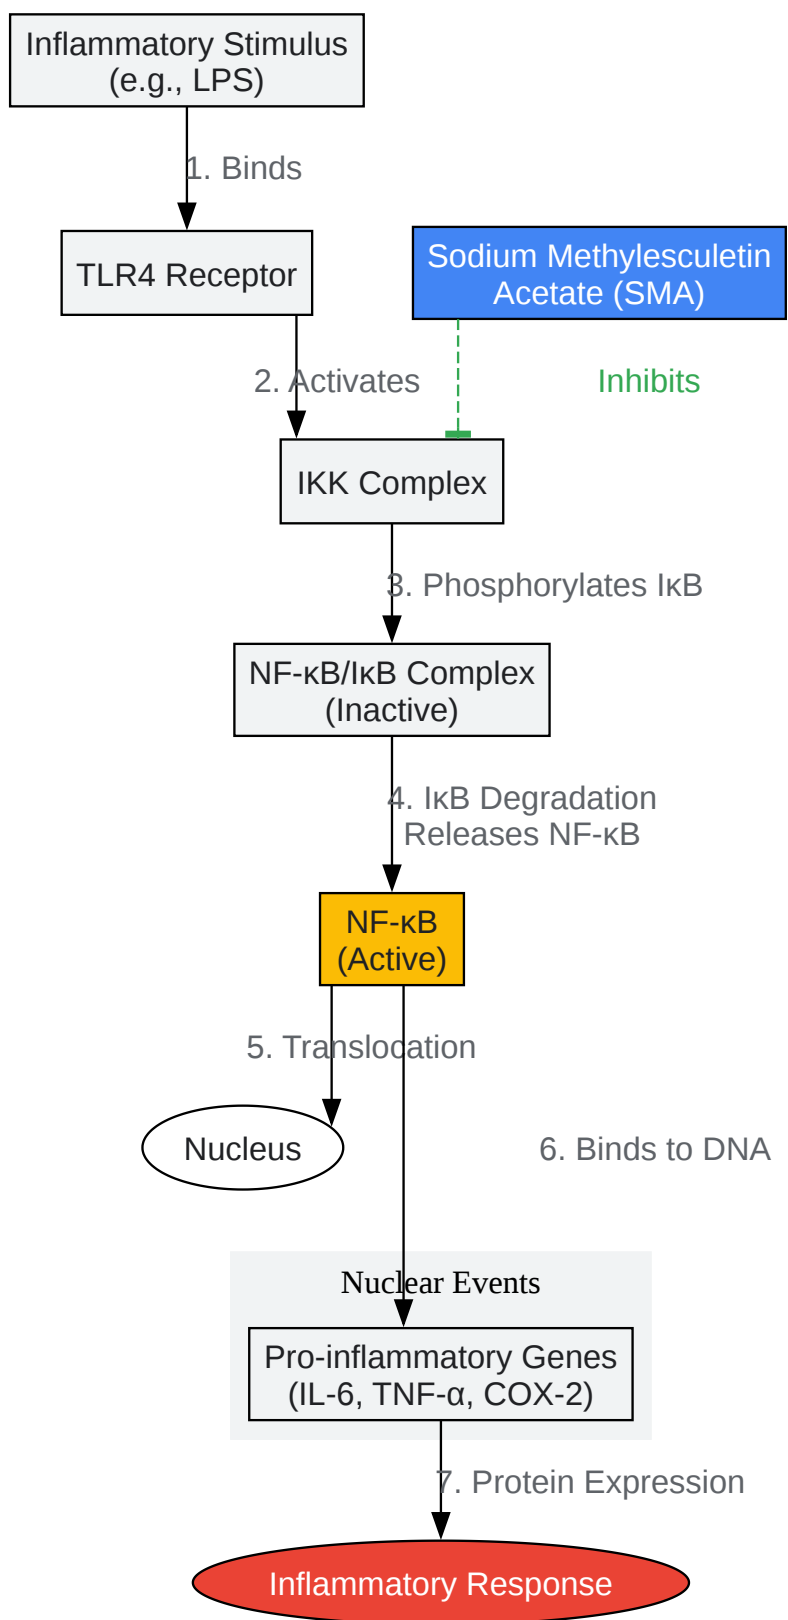 Inflammatory Stimulus
(e.g., LPS)
1. Binds
TLR4 Receptor
Sodium Methylesculetin
Acetate (SMA)
2. Activates
Inhibits
IKK Complex
3. Phosphorylates IκB
NF-κB/IκB Complex
(Inactive)
4. IκB Degradation
Releases NF-κB
NF-κB
(Active)
5. Translocation
Nucleus
6. Binds to DNA
Nuclear Events
Pro-inflammatory Genes
(IL-6, TNF-α, COX-2)
7. Protein Expression
Inflammatory Response